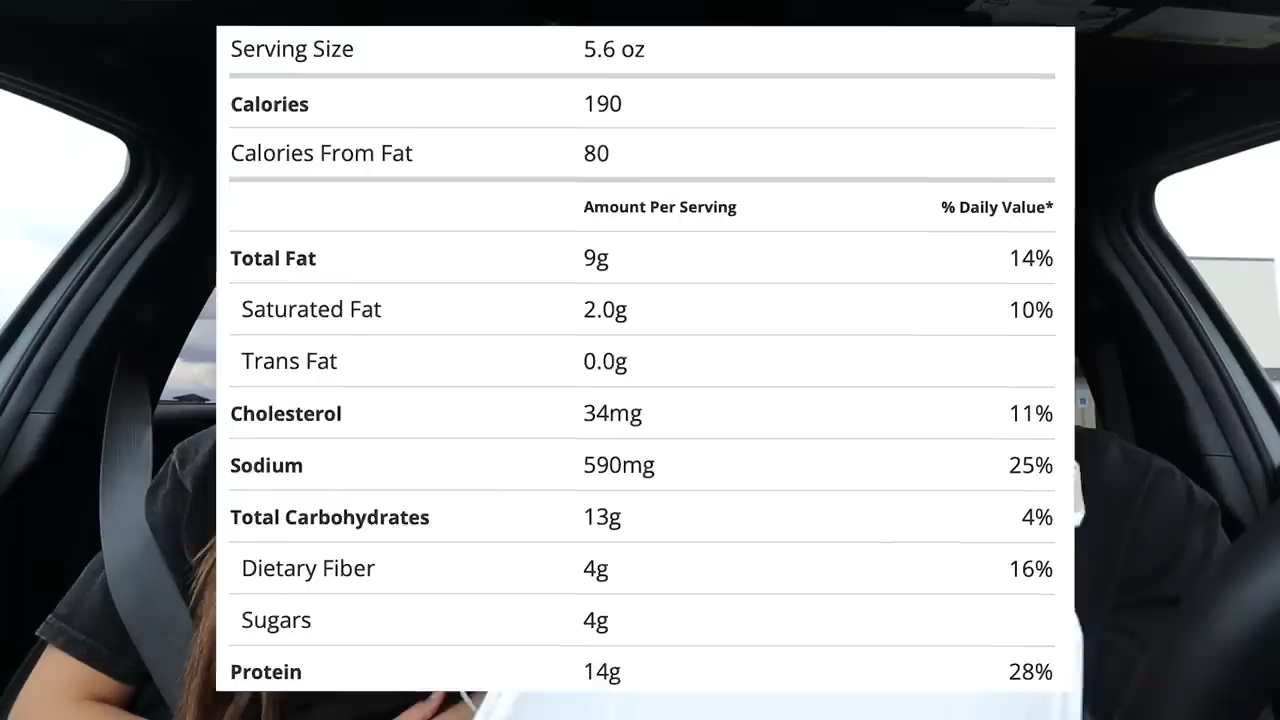 Serving Size 5.6 oz
Calories 190
Calories From Fat 80
Amount Per Serving % Daily Value*
Total Fat 9g 14%
Saturated Fat 2.0g 10%
Trans Fat 0.0g
Cholesterol 34mg 11%
Sodium 590mg 25%
Total Carbohydrates 13g 4%
Dietary Fiber 4g 16%
Sugars 4g
Protein 14g 28%